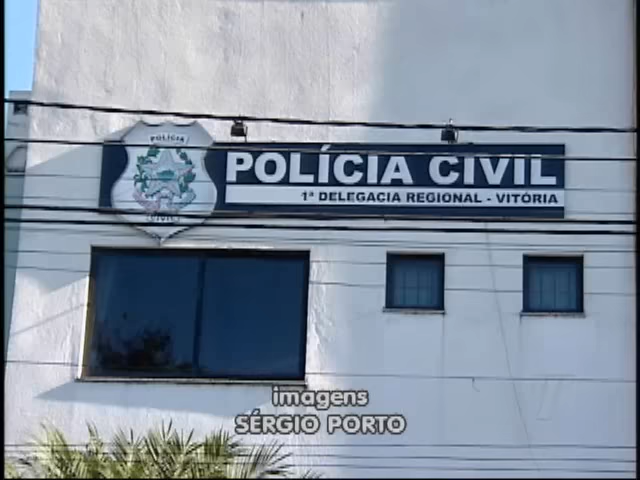 POLÍCIA
CIVIL
POLÍCIA CIVIL
1ª DELEGACIA REGIONAL - VITÓRIA
imagens
SÉRGIO PORTO